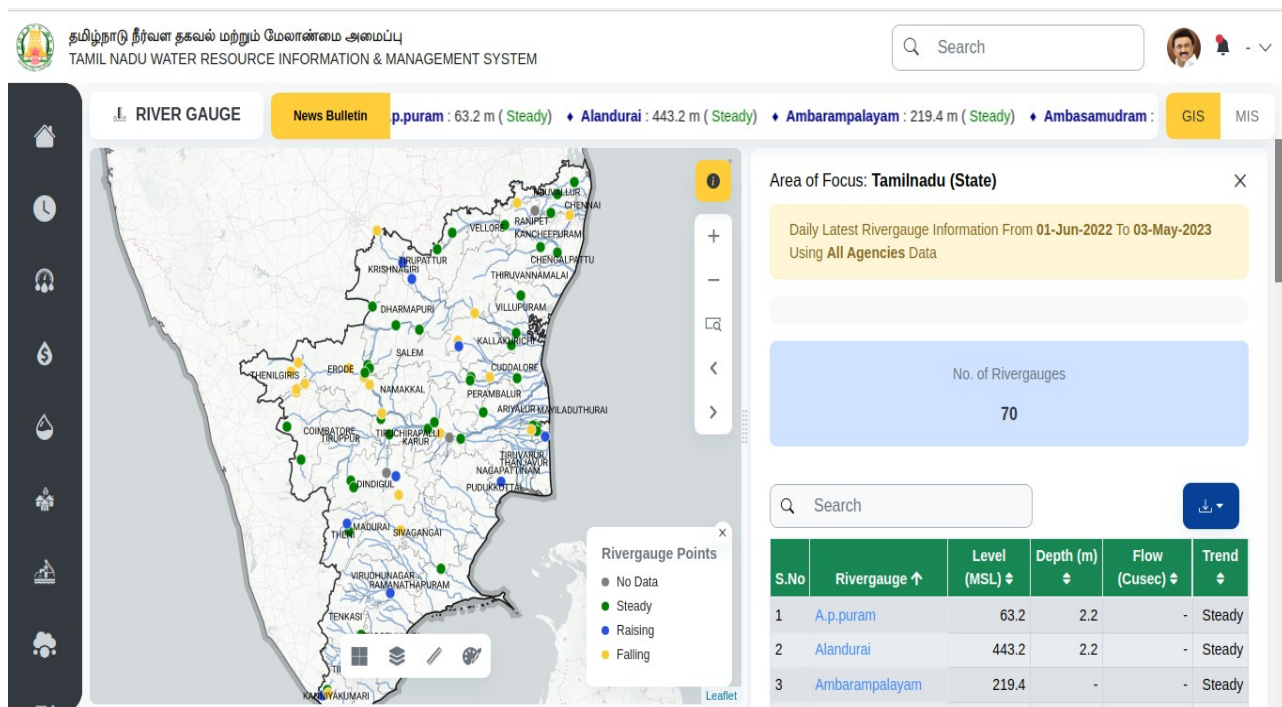 தமிழ்நாடு நீர்வள தகவல் மற்றும் மேலாண்மை அமைப்பு
TAMIL NADU WATER RESOURCE INFORMATION & MANAGEMENT SYSTEM
Search
-
RIVER GAUGE
News Bulletin
.p.puram : 63.2 m ( Steady) ♦ Alandurai : 443.2 m ( Steady) ♦ Ambarampalayam : 219.4 m ( Steady) ♦ Ambasamudram :
GIS
MIS
CHENNAI
VELLORE
RANIPET
KANCHEEPURAM
CHENGALPATTU
TIRUPATTUR
KRISHNAGIRI
THIRUVANNAMALAI
DHARMAPURI
VILLUPURAM
KALLAKURICHI
SALEM
CUDDALORE
THENILGIRIS
ERODE
NAMAKKAL
PERAMBALUR
ARIYALUR
MAYILADUTHURAI
COIMBATORE
TIRUPPUR
TIRUCHIRAPALLI
KARUR
TIRUVARUR
THANJAVUR
NAGAPATTINAM
DINDIGUL
PUDUKKOTTAI
MADURAI
THENI
SIVAGANGAI
VIRUDHUNAGAR
RAMANATHAPURAM
TENKASI
KANNIYAKUMARI
Rivergauge Points
No Data
Steady
Raising
Falling
Leaflet
Area of Focus: Tamilnadu (State)
Daily Latest Rivergauge Information From 01-Jun-2022 To 03-May-2023
Using All Agencies Data
No. of Rivergauges
70
Search
S.No Rivergauge Level (MSL) Depth (m) Flow (Cusec) Trend
1 A.p.puram 63.2 2.2 - Steady
2 Alandurai 443.2 2.2 - Steady
3 Ambarampalayam 219.4 - - Steady